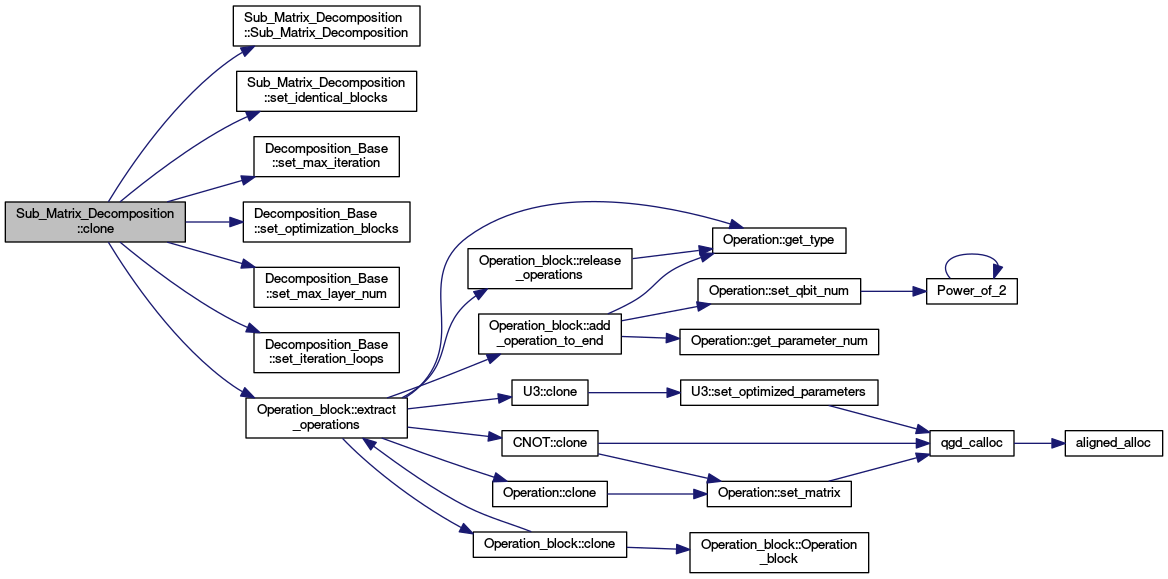 Sub_Matrix_Decomposition
::clone
Sub_Matrix_Decomposition
::Sub_Matrix_Decomposition
Sub_Matrix_Decomposition
::set_identical_blocks
Decomposition_Base
::set_max_iteration
Decomposition_Base
::set_optimization_blocks
Decomposition_Base
::set_max_layer_num
Decomposition_Base
::set_iteration_loops
Operation_block::extract
_operations
Operation_block::release
_operations
Operation_block::add
_operation_to_end
U3::clone
CNOT::clone
Operation::clone
Operation_block::clone
Operation::get_type
Operation::set_qbit_num
Operation::get_parameter_num
U3::set_optimized_parameters
Operation::set_matrix
Operation_block::Operation
_block
Power_of_2
qgd_calloc
aligned_alloc